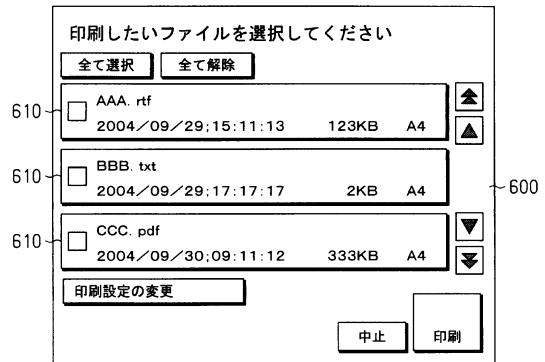 印刷したいファイルを選択してください
全て選択 全て解除
610 AAA. rtf
2004／09／29;15:11:13 123KB A4
610 BBB. txt
2004／09／29;17:17:17 2KB A4
600
610 CCC. pdf
2004／09／30;09:11:12 333KB A4
印刷設定の変更
中止 印刷